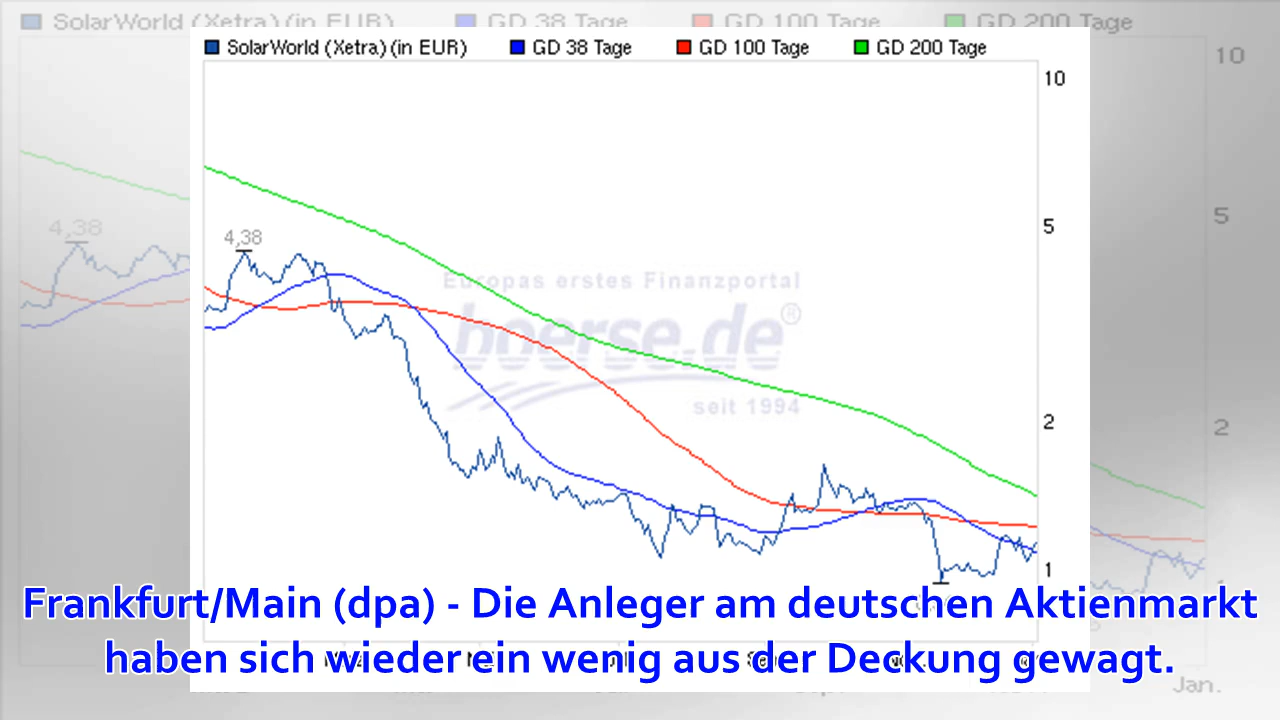 SolarWorld (Xetra) (in EUR) GD 38 Tage GD 100 Tage GD 200 Tage
10
4,38
5
Europas erstes Finanzportal
boerse.de®
seit 1994
2
1
Frankfurt/Main (dpa) - Die Anleger am deutschen Aktienmarkt
haben sich wieder ein wenig aus der Deckung gewagt.
Jan.